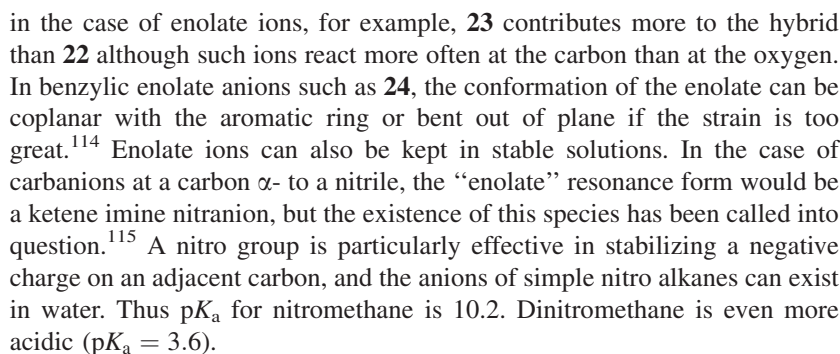 in the case of enolate ions, for example, 23 contributes more to the hybrid
than 22 although such ions react more often at the carbon than at the oxygen.
In benzylic enolate anions such as 24, the conformation of the enolate can be
coplanar with the aromatic ring or bent out of plane if the strain is too
great.114 Enolate ions can also be kept in stable solutions. In the case of
carbanions at a carbon α- to a nitrile, the ‘‘enolate’’ resonance form would be
a ketene imine nitranion, but the existence of this species has been called into
question.115 A nitro group is particularly effective in stabilizing a negative
charge on an adjacent carbon, and the anions of simple nitro alkanes can exist
in water. Thus pKa for nitromethane is 10.2. Dinitromethane is even more
acidic (pKa = 3.6).